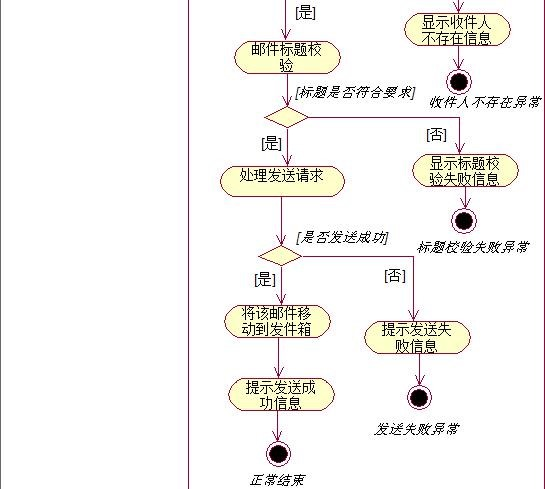 [是]
显示收件人
不存在信息
邮件标题校
验
收件人不存在异常
[标题是否符合要求]
[是]
[否]
显示标题校
验失败信息
处理发送请求
标题校验失败异常
[是否发送成功]
[是]
[否]
将该邮件移
动到发件箱
提示发送失
败信息
提示发送成
功信息
发送失败异常
正常结束